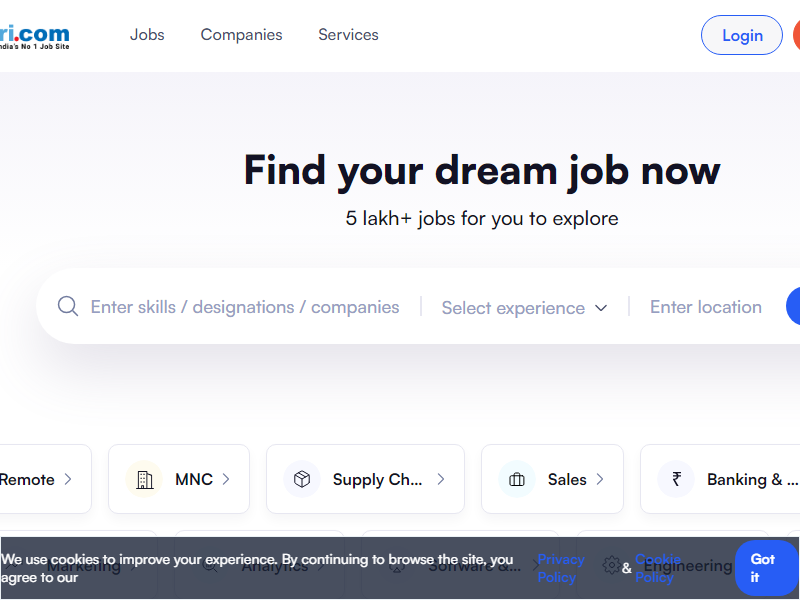 ri.com
ndia's No 1 Job Site
Jobs
Companies
Services
Login
Find your dream job now
5 lakh+ jobs for you to explore
Enter skills / designations / companies
Select experience
Enter location
Remote
MNC
Supply Ch...
Sales
₹
Banking & ...
Marketing
Analytics
Software &...
Engineering
We use cookies to improve your experience. By continuing to browse the site, you
agree to our
Privacy
Policy
&
Cookie
Policy
Got
it